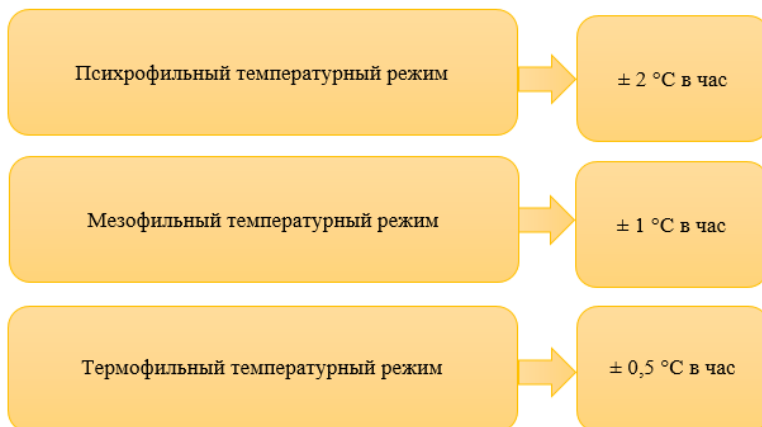 Психрофильный температурный режим
± 2 °C в час
Мезофильный температурный режим
± 1 °C в час
Термофильный температурный режим
± 0,5 °C в час